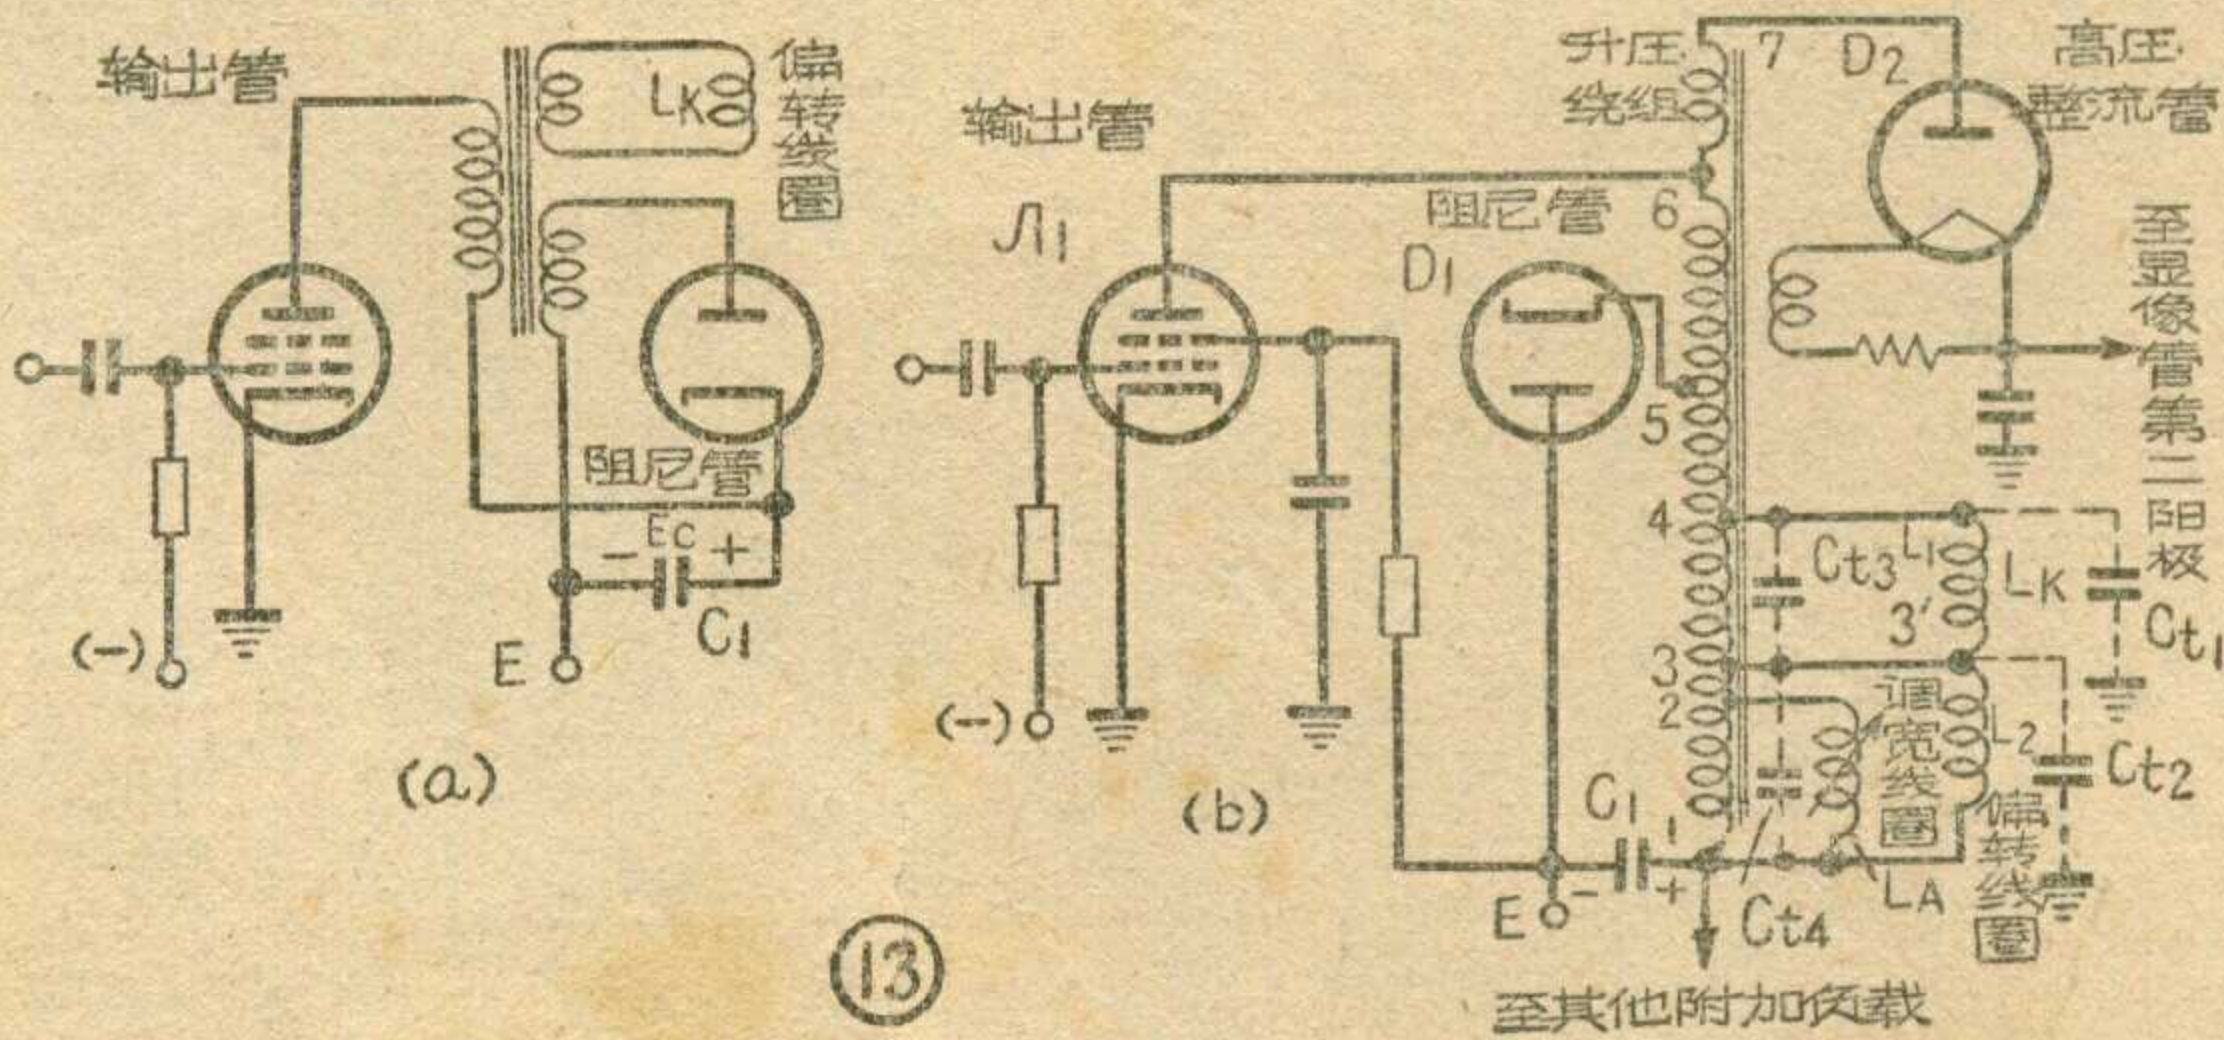 输出管
LK
偏转线圈
阻尼管
- Ec +
C1
(-)
E
(a)
输出管
Л1
阻尼管
D1
升压
绕组
7
D2
高压
整流管
至显像管第二阳极
6
5
4
3
2
1
Ct3
L1
LK
3′
Ct1
调宽线圈
L2
Ct2
偏转线圈
C1
- +
LA
Ct4
(-)
E
(b)
至其他附加负载
13